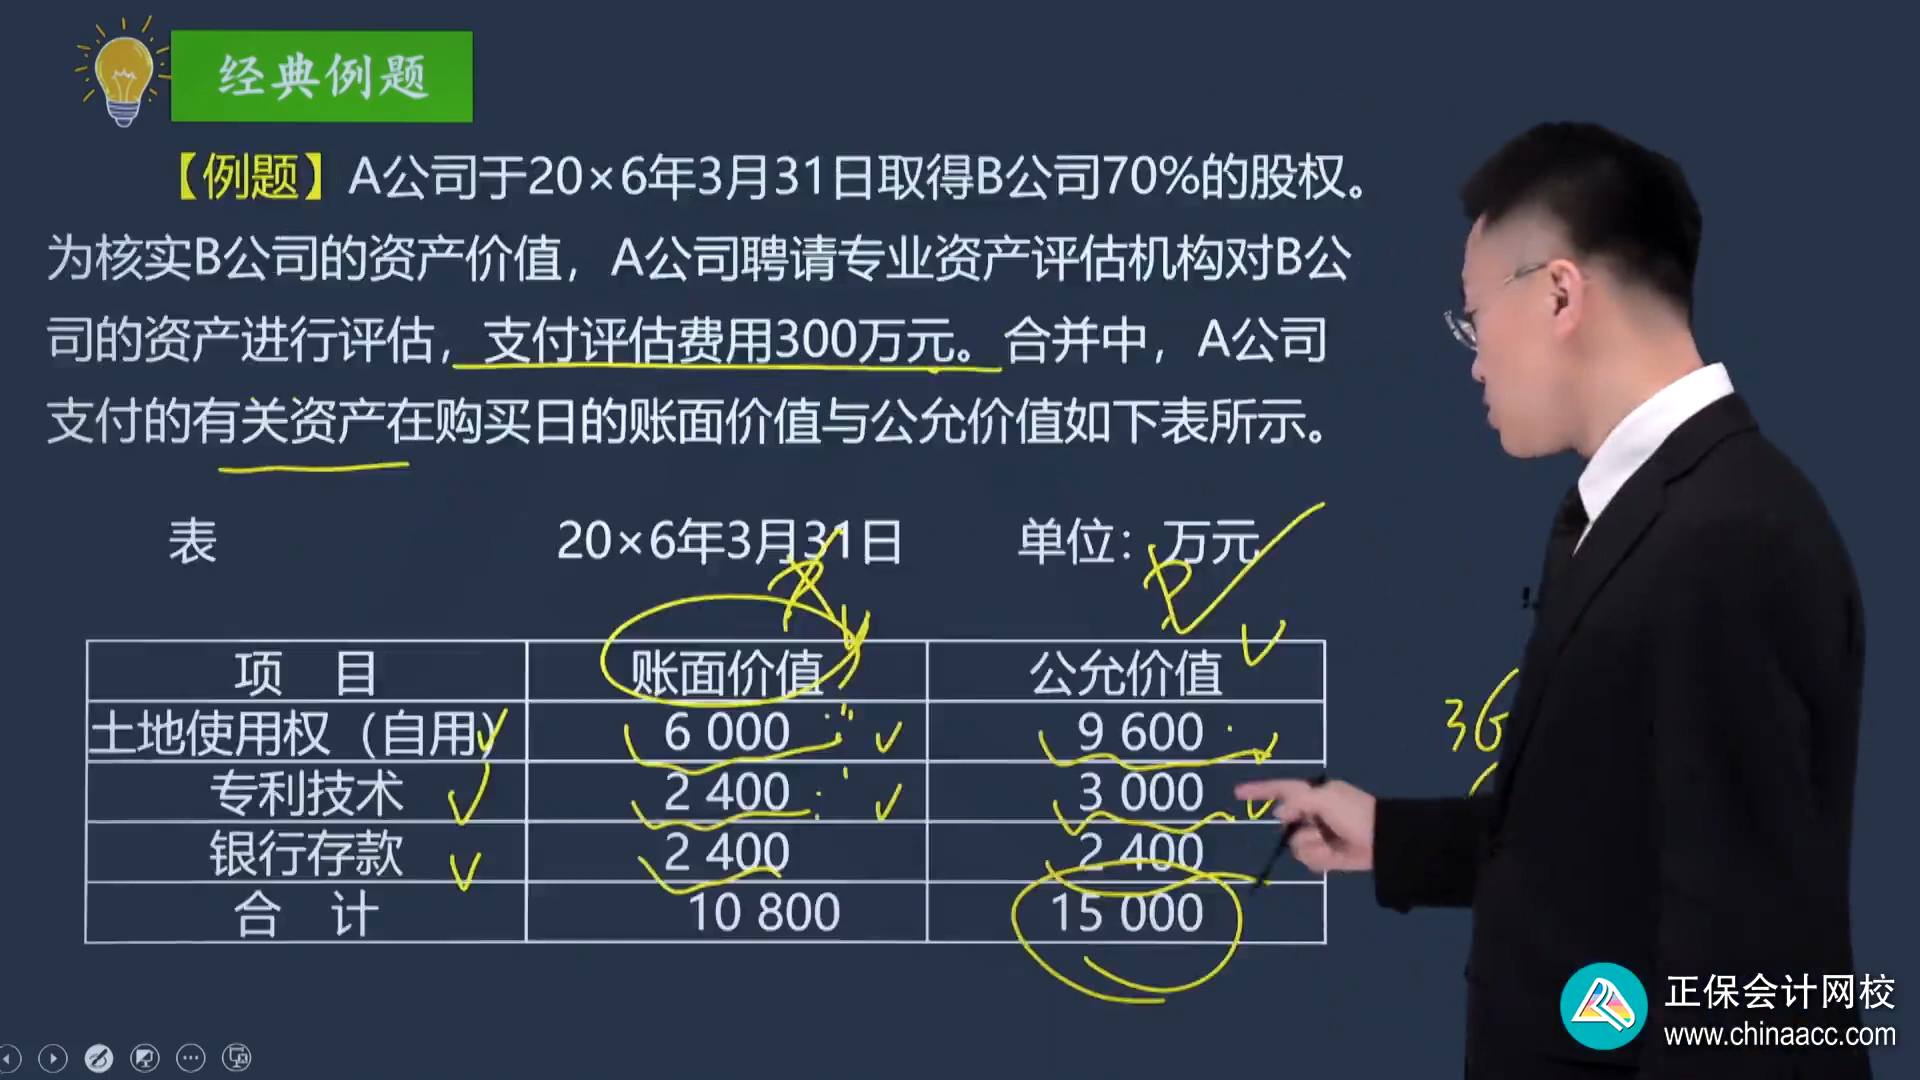 经典例题
【例题】A公司于20×6年3月31日取得B公司70%的股权。
为核实B公司的资产价值，A公司聘请专业资产评估机构对B公
司的资产进行评估，支付评估费用300万元。合并中，A公司
支付的有关资产在购买日的账面价值与公允价值如下表所示。
表 20×6年3月31日 单位：万元
项 目 账面价值 公允价值
土地使用权（自用） 6 000 9 600
专利技术 2 400 3 000
银行存款 2 400 2 400
合 计 10 800 15 000
正保会计网校
www.chinaacc.com